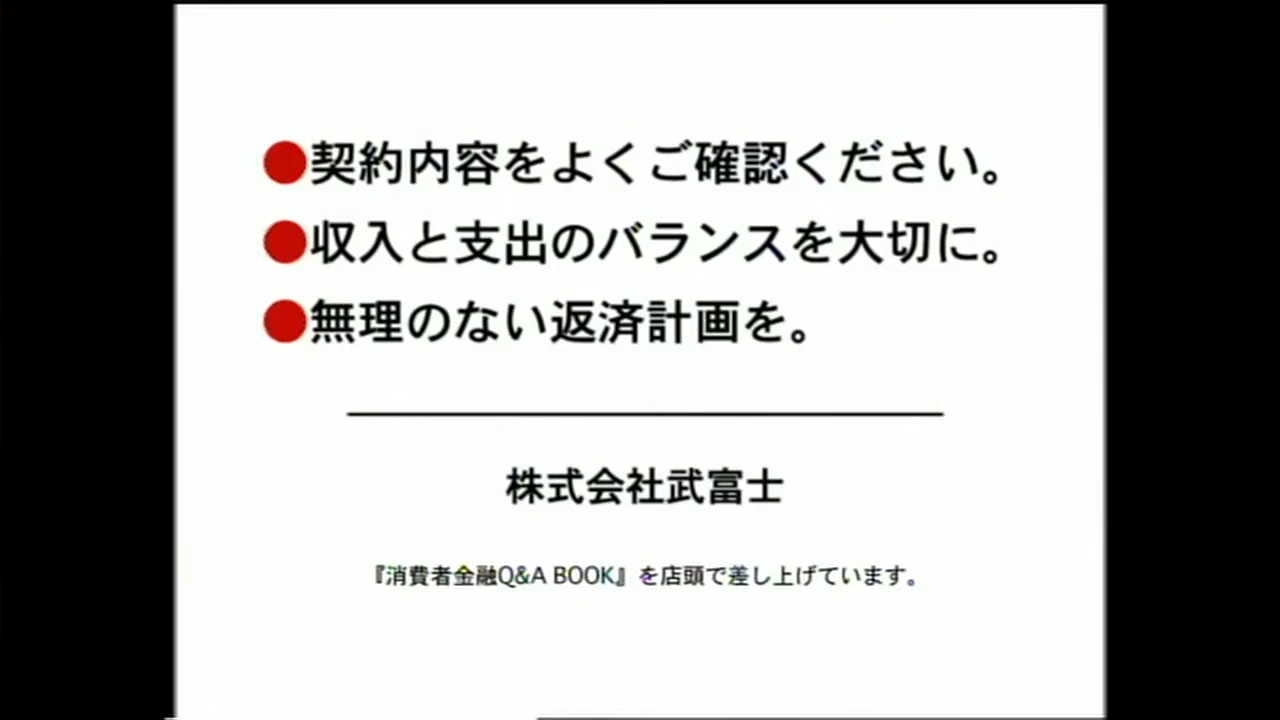 ●契約内容をよくご確認ください。
●収入と支出のバランスを大切に。
●無理のない返済計画を。
株式会社武富士
『消費者金融Q&A BOOK』を店頭で差し上げています。